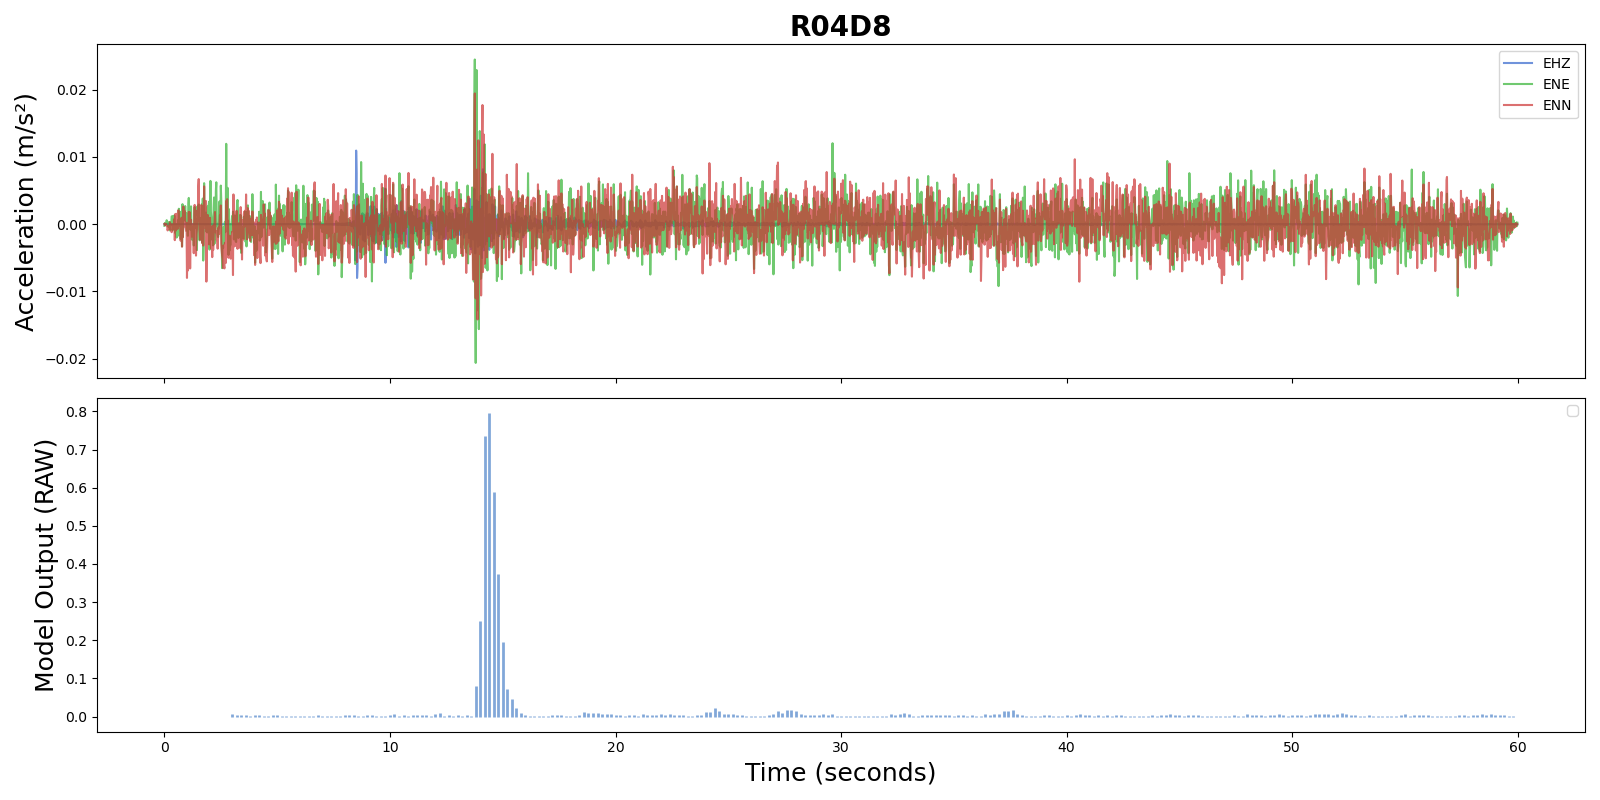 R04D8
Acceleration (m/s²)
0.02
0.01
0.00
−0.01
−0.02
EHZ
ENE
ENN
Model Output (RAW)
0.8
0.7
0.6
0.5
0.4
0.3
0.2
0.1
0.0
0 10 20 30 40 50 60
Time (seconds)